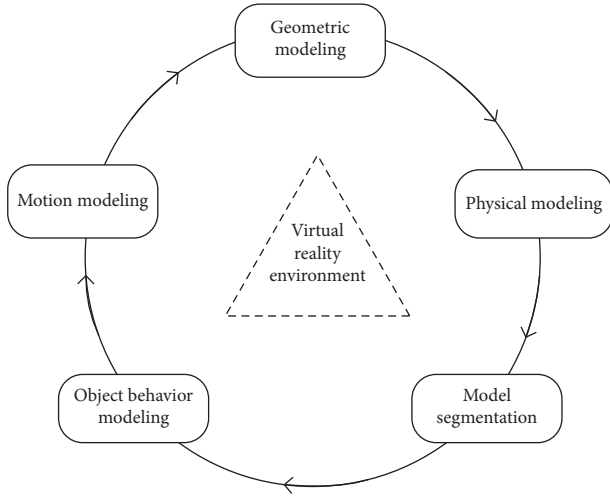 Geometric
modeling
Motion modeling
Physical modeling
Virtual
reality
environment
Object behavior
modeling
Model
segmentation